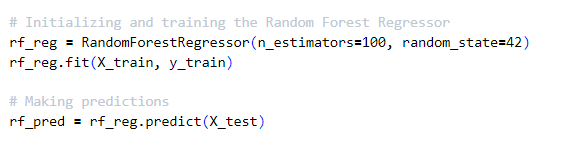 # Initializing and training the Random Forest Regressor
rf_reg = RandomForestRegressor(n_estimators=100, random_state=42)
rf_reg.fit(X_train, y_train)
# Making predictions
rf_pred = rf_reg.predict(X_test)